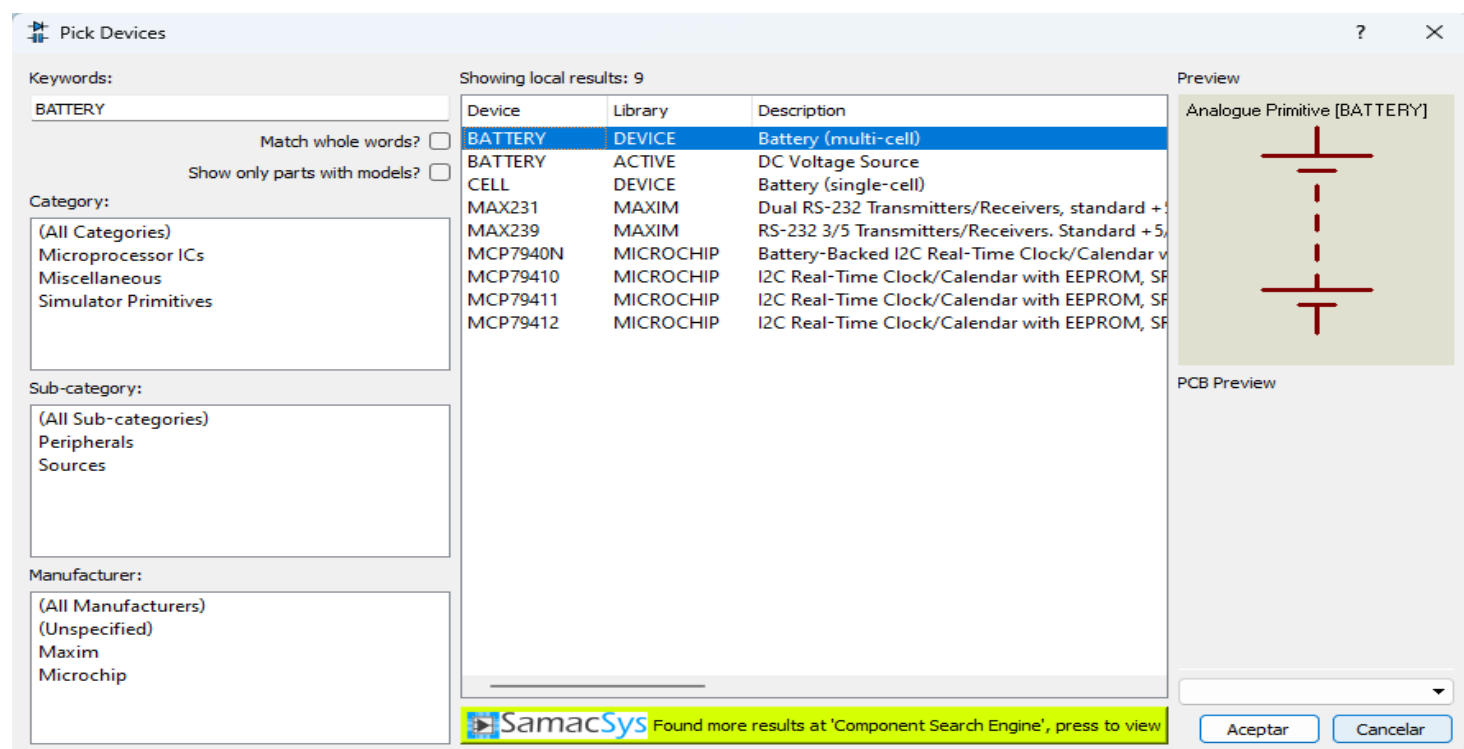 Pick Devices
?
Keywords:
BATTERY
Match whole words?
Show only parts with models?
Category:
(All Categories)
Microprocessor ICs
Miscellaneous
Simulator Primitives
Sub-category:
(All Sub-categories)
Peripherals
Sources
Manufacturer:
(All Manufacturers)
(Unspecified)
Maxim
Microchip
Showing local results: 9
Device Library Description
BATTERY DEVICE Battery (multi-cell)
BATTERY ACTIVE DC Voltage Source
CELL DEVICE Battery (single-cell)
MAX231 MAXIM Dual RS-232 Transmitters/Receivers, standard +
MAX239 MAXIM RS-232 3/5 Transmitters/Receivers. Standard +5/
MCP7940N MICROCHIP Battery-Backed I2C Real-Time Clock/Calendar
MCP79410 MICROCHIP I2C Real-Time Clock/Calendar with EEPROM,
MCP79411 MICROCHIP I2C Real-Time Clock/Calendar with EEPROM,
MCP79412 MICROCHIP I2C Real-Time Clock/Calendar with EEPROM,
SamacSys Found more results at 'Component Search Engine', press to view
Preview
Analogue Primitive [BATTERY]
PCB Preview
Aceptar Cancelar